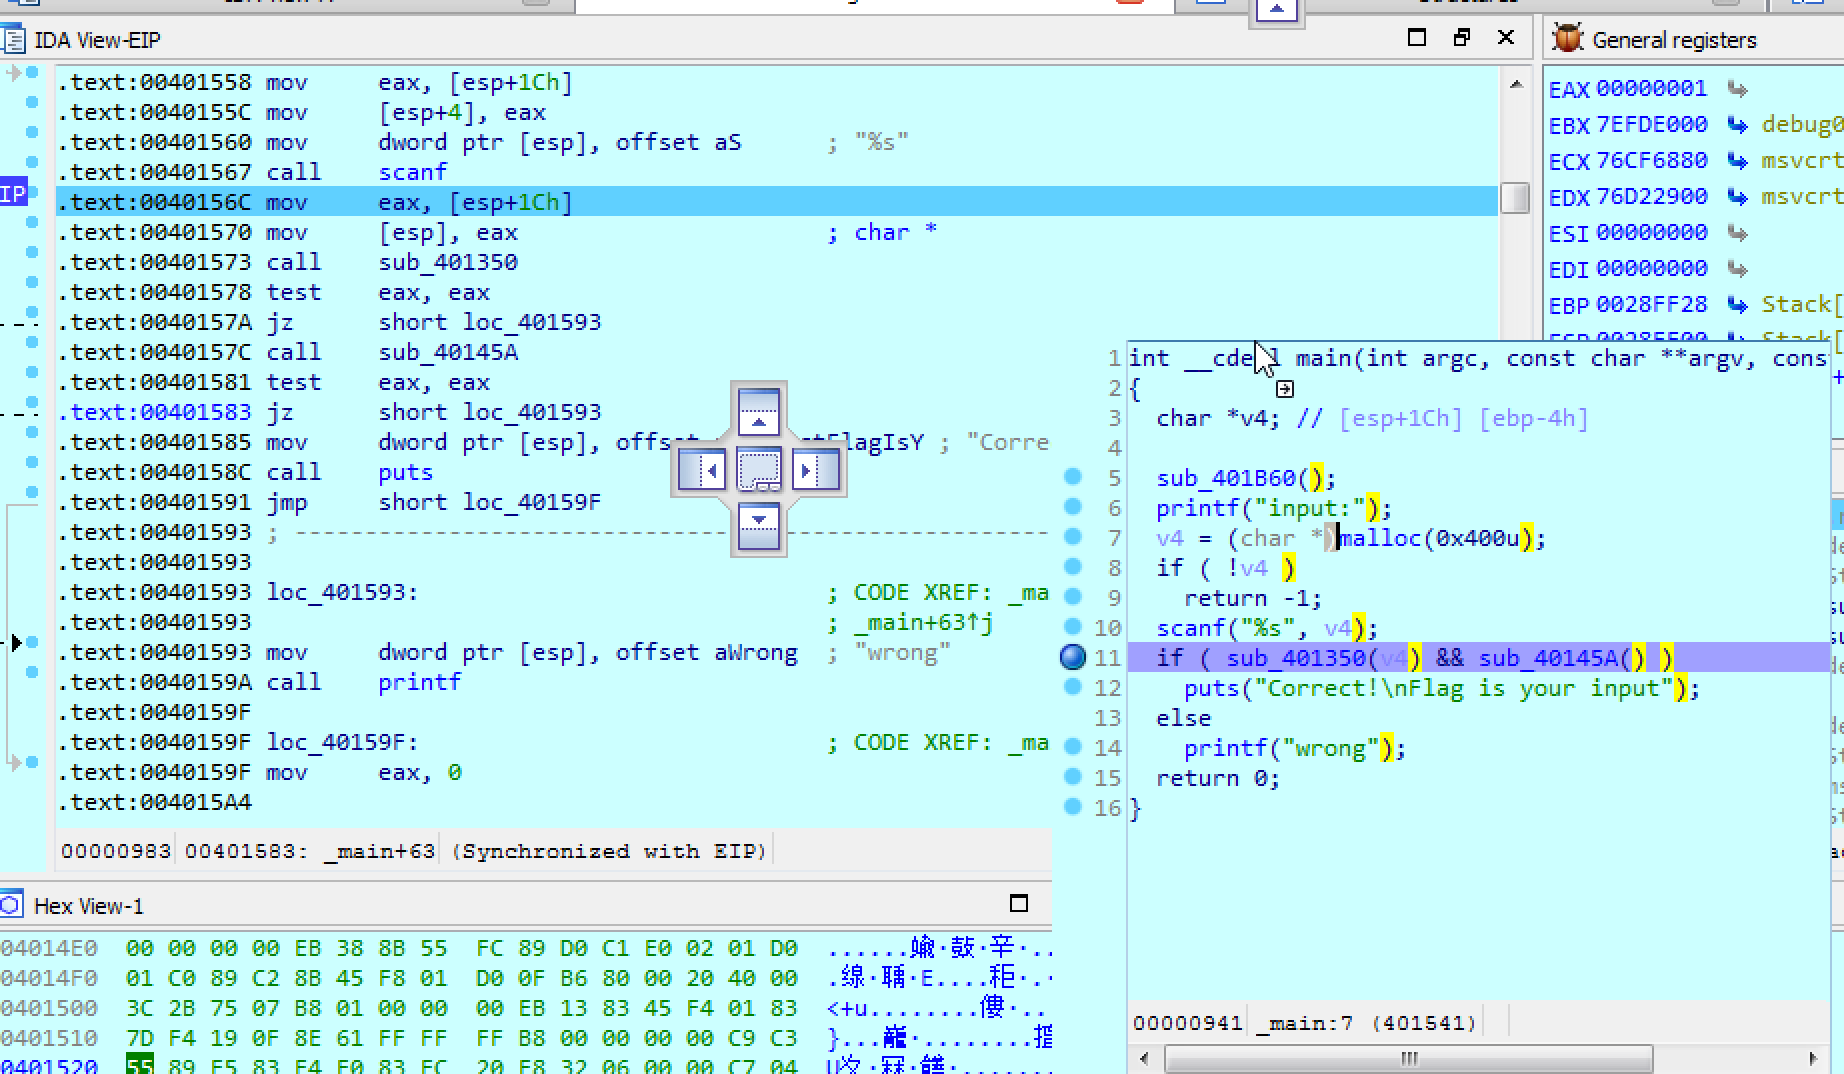 IDA View-EIP
General registers
.text:00401558 mov eax, [esp+1Ch]
.text:0040155C mov [esp+4], eax
.text:00401560 mov dword ptr [esp], offset aS ; "%s"
.text:00401567 call scanf
IP
.text:0040156C mov eax, [esp+1Ch]
.text:00401570 mov [esp], eax ; char *
.text:00401573 call sub_401350
.text:00401578 test eax, eax
.text:0040157A jz short loc_401593
.text:0040157C call sub_40145A
.text:00401581 test eax, eax
.text:00401583 jz short loc_401593
.text:00401585 mov dword ptr [esp], offset ctFlagIsY ; "Corre
.text:0040158C call puts
.text:00401591 jmp short loc_40159F
.text:00401593 ; ------------------------------------------------------
.text:00401593
.text:00401593 loc_401593: ; CODE XREF: _ma
.text:00401593 ; _main+63↑j
.text:00401593 mov dword ptr [esp], offset aWrong ; "wrong"
.text:0040159A call printf
.text:0040159F
.text:0040159F loc_40159F: ; CODE XREF: _ma
.text:0040159F mov eax, 0
.text:004015A4
00000983 00401583: _main+63 (Synchronized with EIP)
EAX 00000001
EBX 7EFDE000 debug0
ECX 76CF6880 msvcrt
EDX 76D22900 msvcrt
ESI 00000000
EDI 00000000
EBP 0028FF28 Stack[
1 int __cdecl main(int argc, const char **argv, cons
2 {
3 char *v4; // [esp+1Ch] [ebp-4h]
4
5 sub_401B60();
6 printf("input:");
7 v4 = (char *)malloc(0x400u);
8 if ( !v4 )
9 return -1;
10 scanf("%s", v4);
11 if ( sub_401350(v4) && sub_40145A() )
12 puts("Correct!\nFlag is your input");
13 else
14 printf("wrong");
15 return 0;
16 }
00000941 _main:7 (401541)
Hex View-1
04014E0 00 00 00 00 EB 38 8B 55 FC 89 D0 C1 E0 02 01 D0
04014F0 01 C0 89 C2 8B 45 F8 01 D0 0F B6 80 00 20 40 00
0401500 3C 2B 75 07 B8 01 00 00 00 EB 13 83 45 F4 01 83
0401510 7D F4 19 0F 8E 61 FF FF FF B8 00 00 00 00 C9 C3
0401520 55 89 E5 83 E4 F0 83 EC 20 E8 32 06 00 00 C7 04